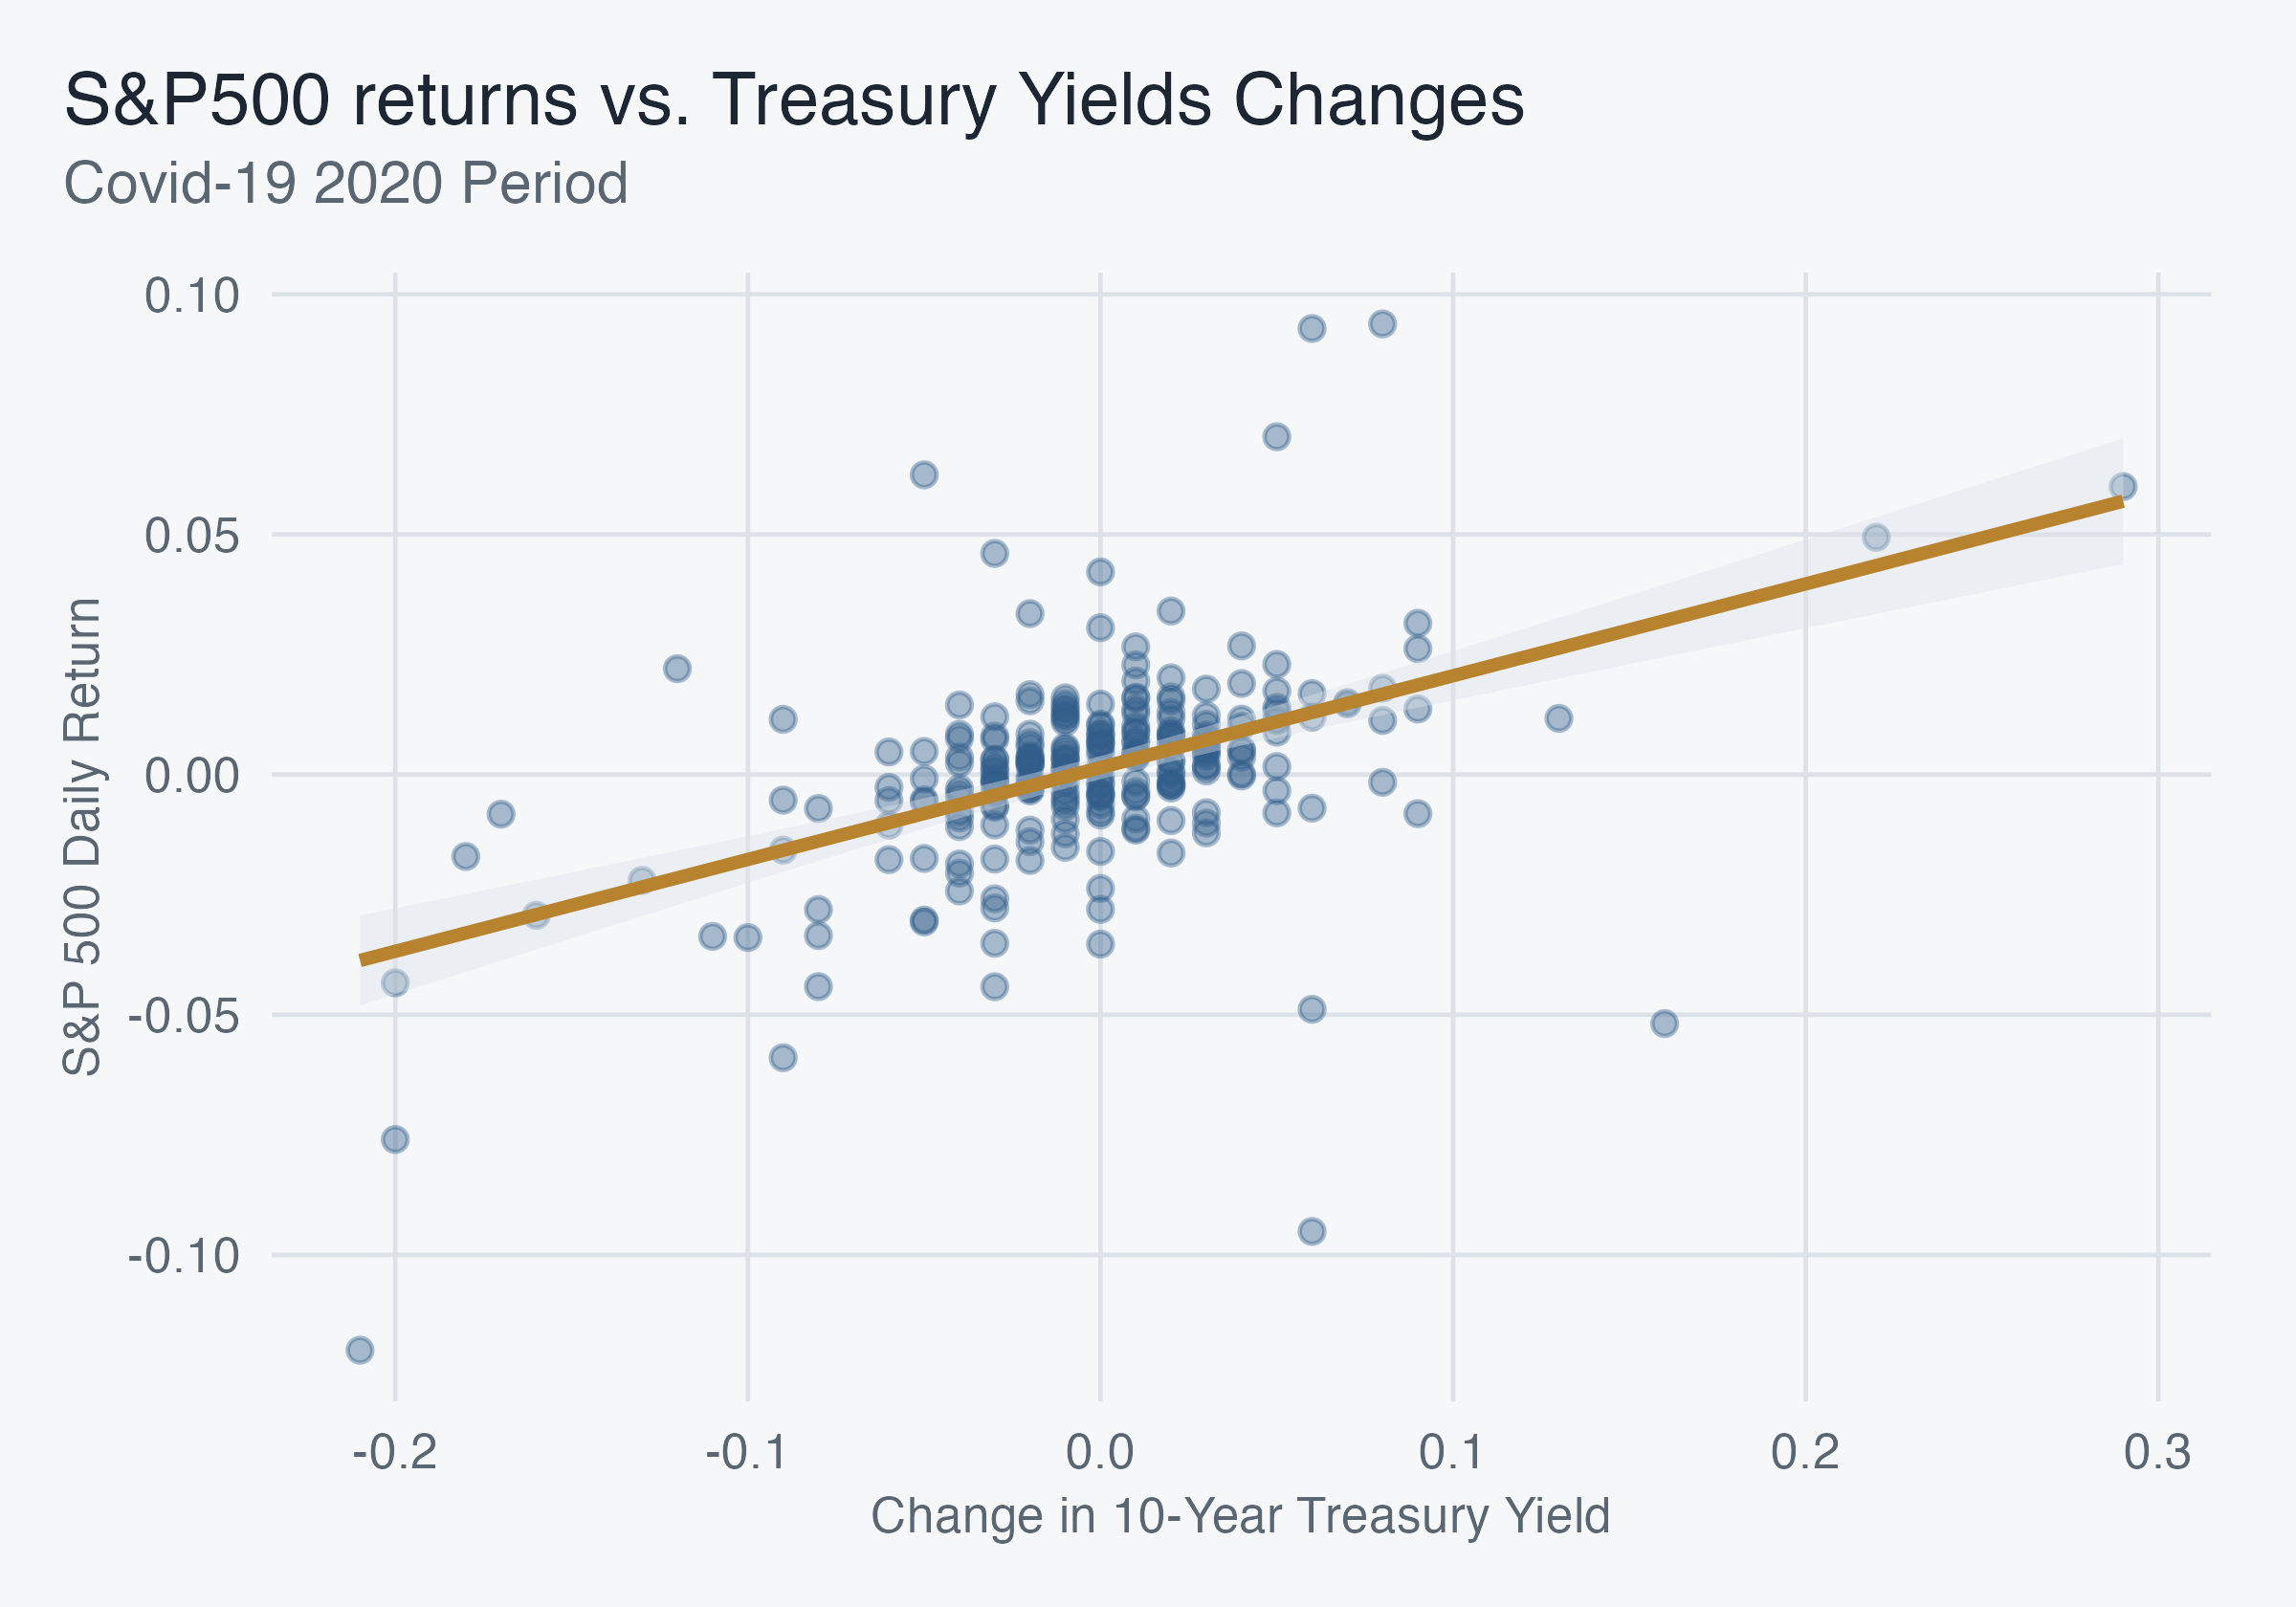 S&P500 returns vs. Treasury Yields Changes
Covid-19 2020 Period
0.10
0.05
0.00
-0.05
-0.10
S&P 500 Daily Return
-0.2 -0.1 0.0 0.1 0.2 0.3
Change in 10-Year Treasury Yield